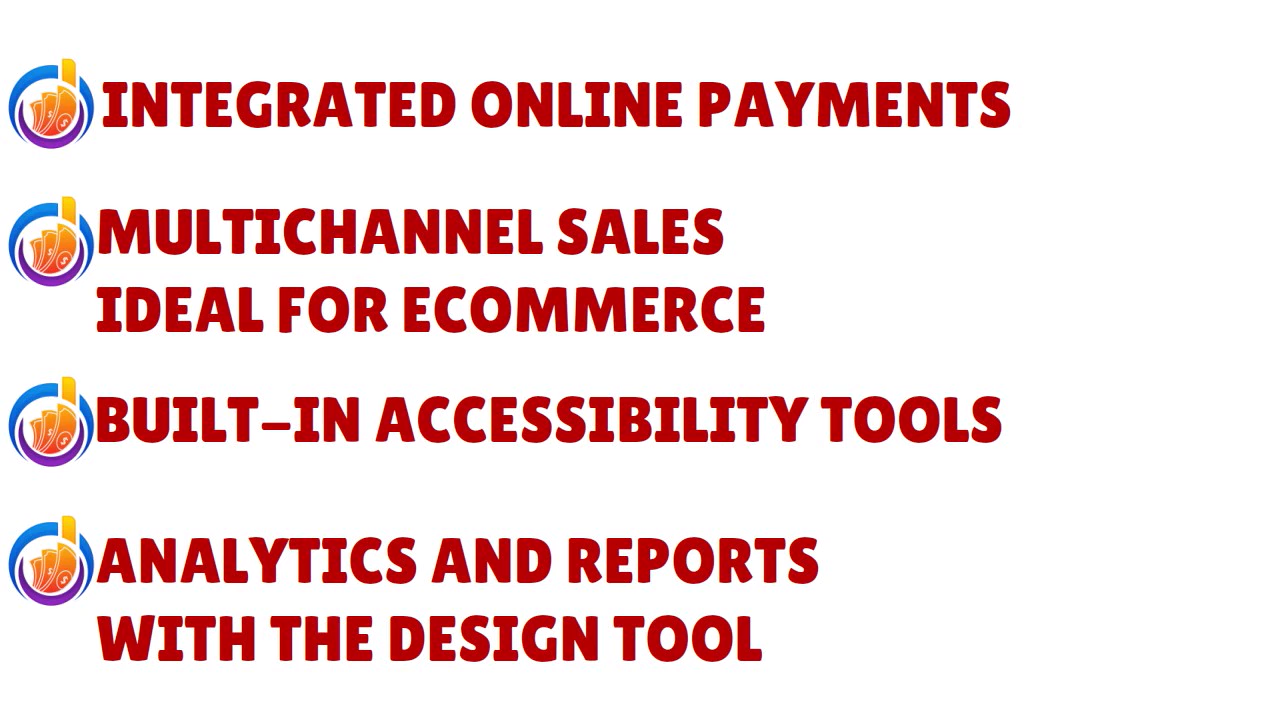 INTEGRATED ONLINE PAYMENTS
MULTICHANNEL SALES
IDEAL FOR ECOMMERCE
BUILT-IN ACCESSIBILITY TOOLS
ANALYTICS AND REPORTS
WITH THE DESIGN TOOL